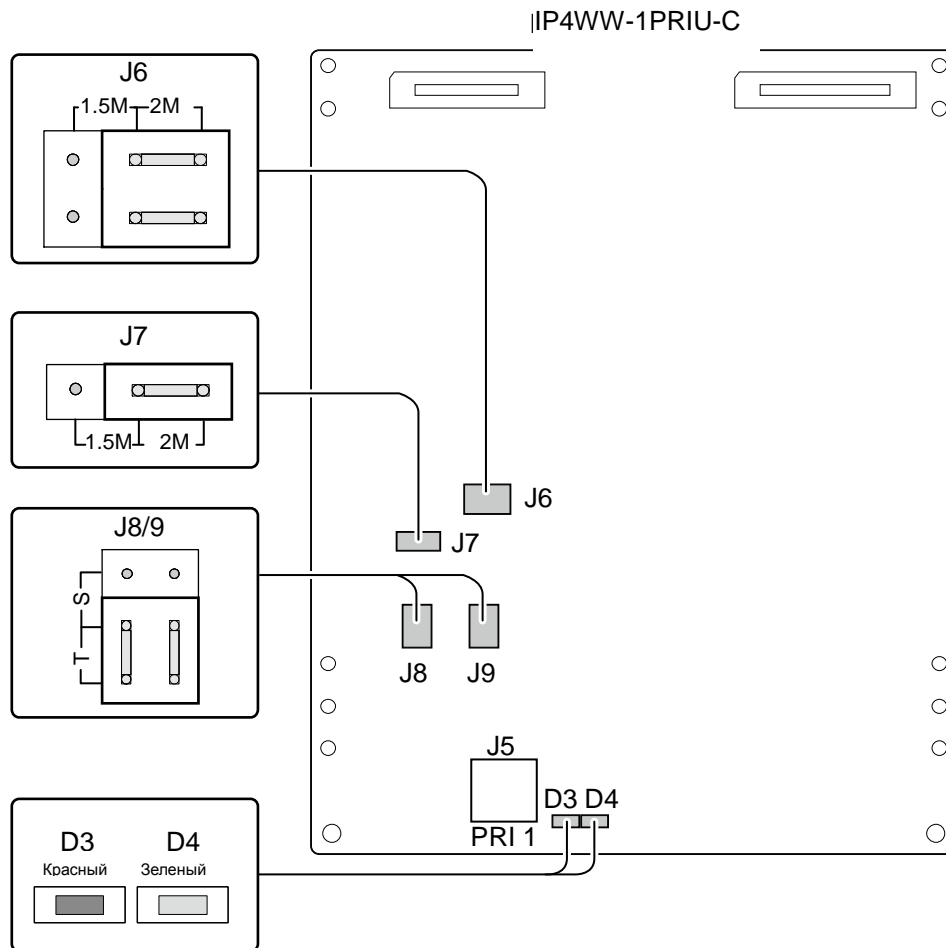 |IP4WW-1PRIU-C
J6
1.5M 2M
J7
1.5M 2M
J8/9
S
T
D3 D4
Красный Зеленый
J6
J7
J8 J9
J5
D3 D4
PRI 1